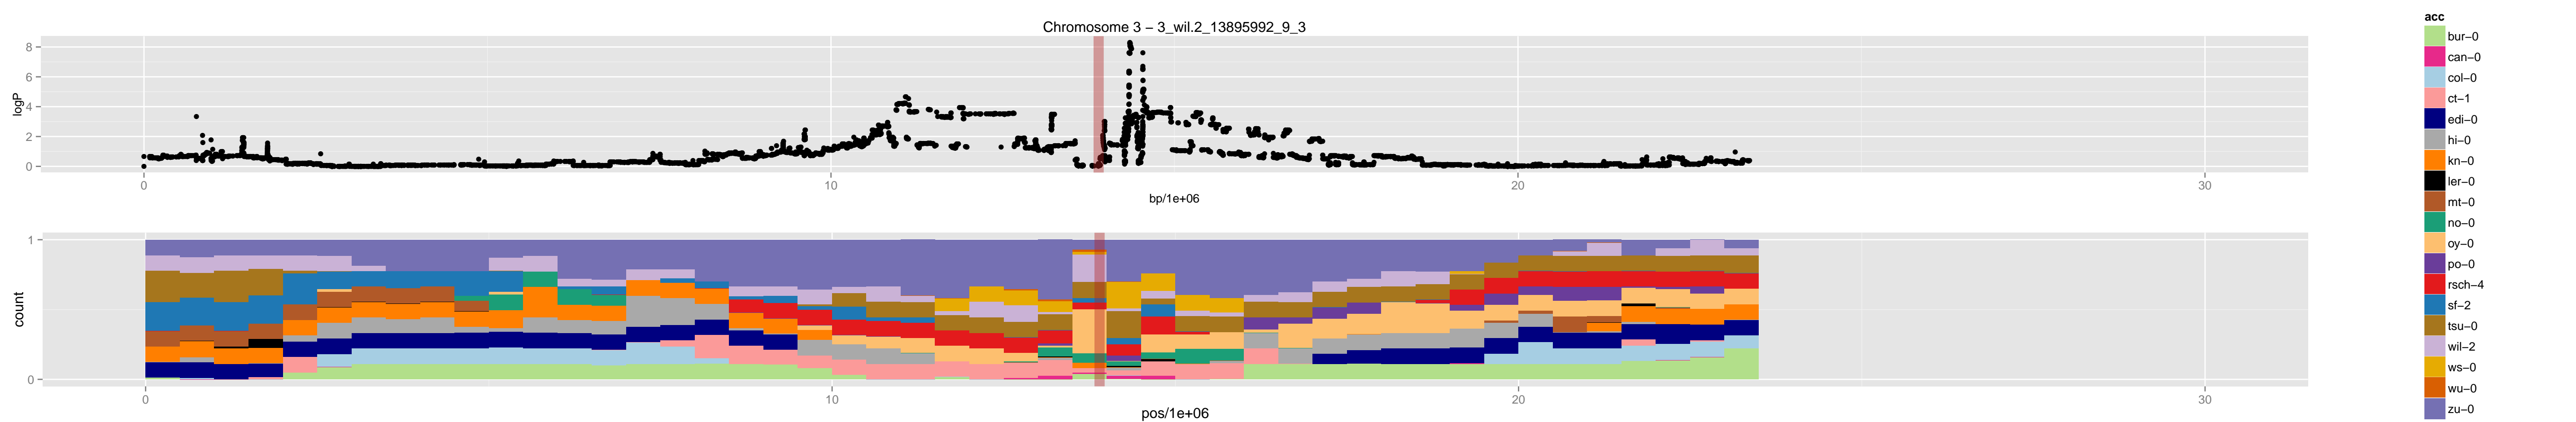 Chromosome 3 − 3_wil.2_13895992_9_3
8
6
4
2
0
logP
0
10
20
30
bp/1e+06
1
0
count
0
10
20
30
pos/1e+06
acc
bur−0
can−0
col−0
ct−1
edi−0
hi−0
kn−0
ler−0
mt−0
no−0
oy−0
po−0
rsch−4
sf−2
tsu−0
wil−2
ws−0
wu−0
zu−0